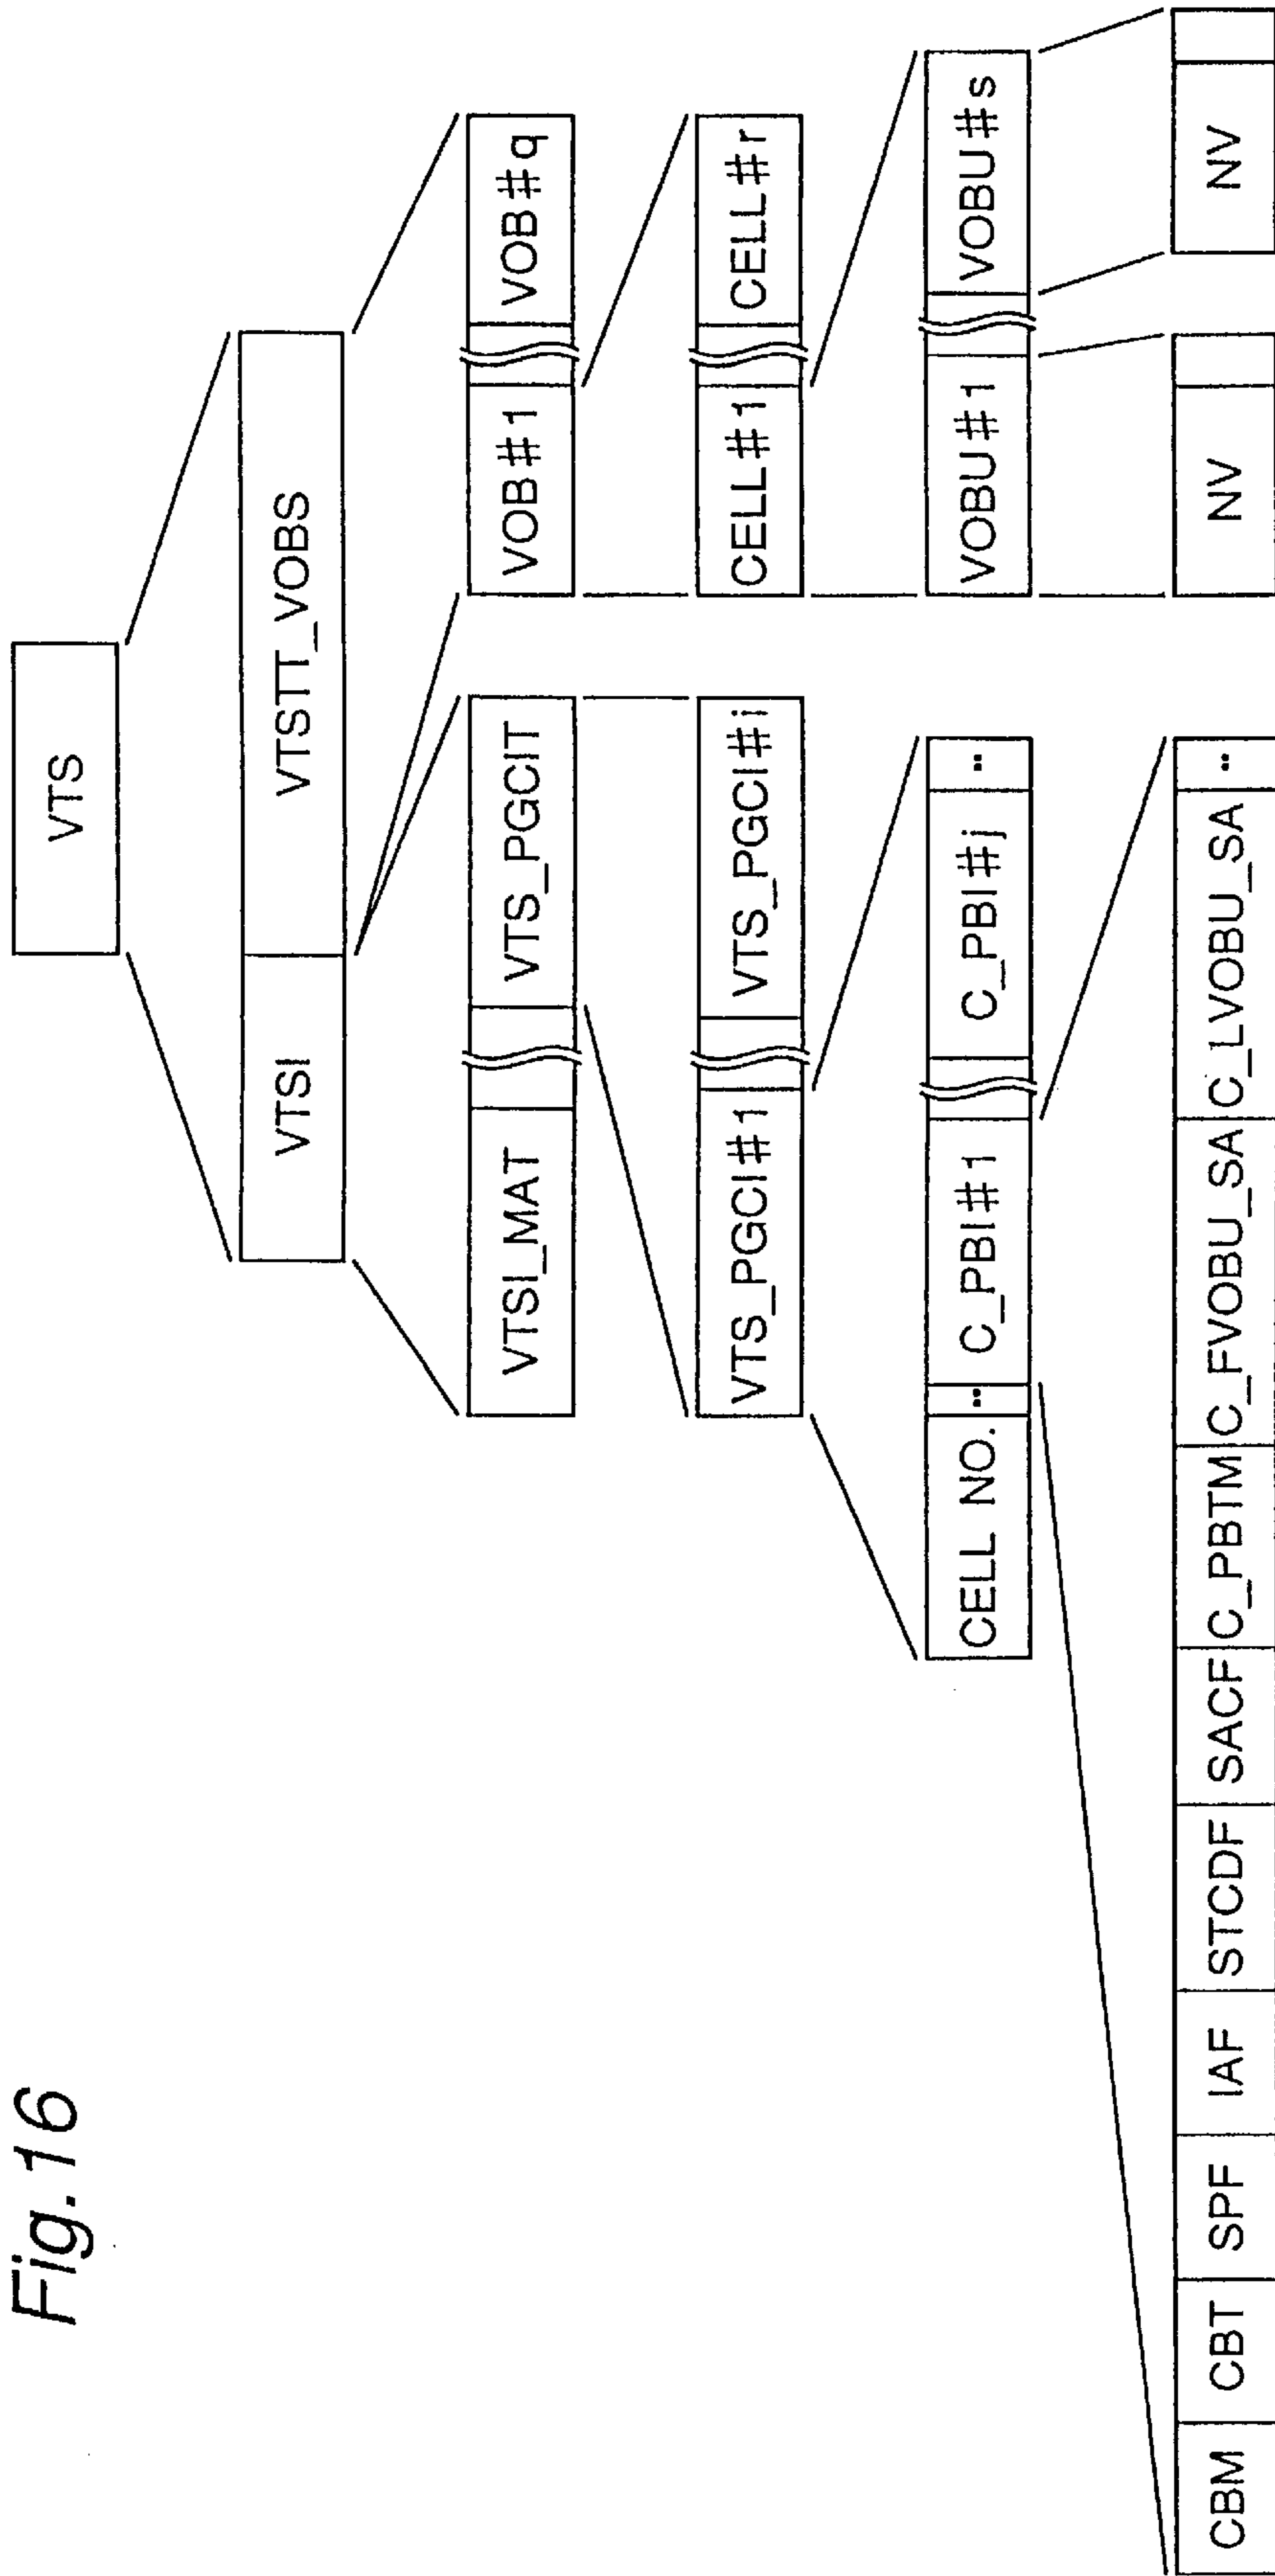 Fig.16
VTS
VTSI VTSTT_VOBS
VTSI_MAT VTS_PGCIT VOB#1 VOB#q
VTS_PGCI#1 VTS_PGCI#i CELL#1 CELL#r
CELL NO. .. C_PBI#1 C_PBI#j .. VOBU#1 VOBU#s
CBM CBT SPF IAF STCDF SACF C_PBTM C_FVOBU_SA C_LVOBU_SA .. NV NV